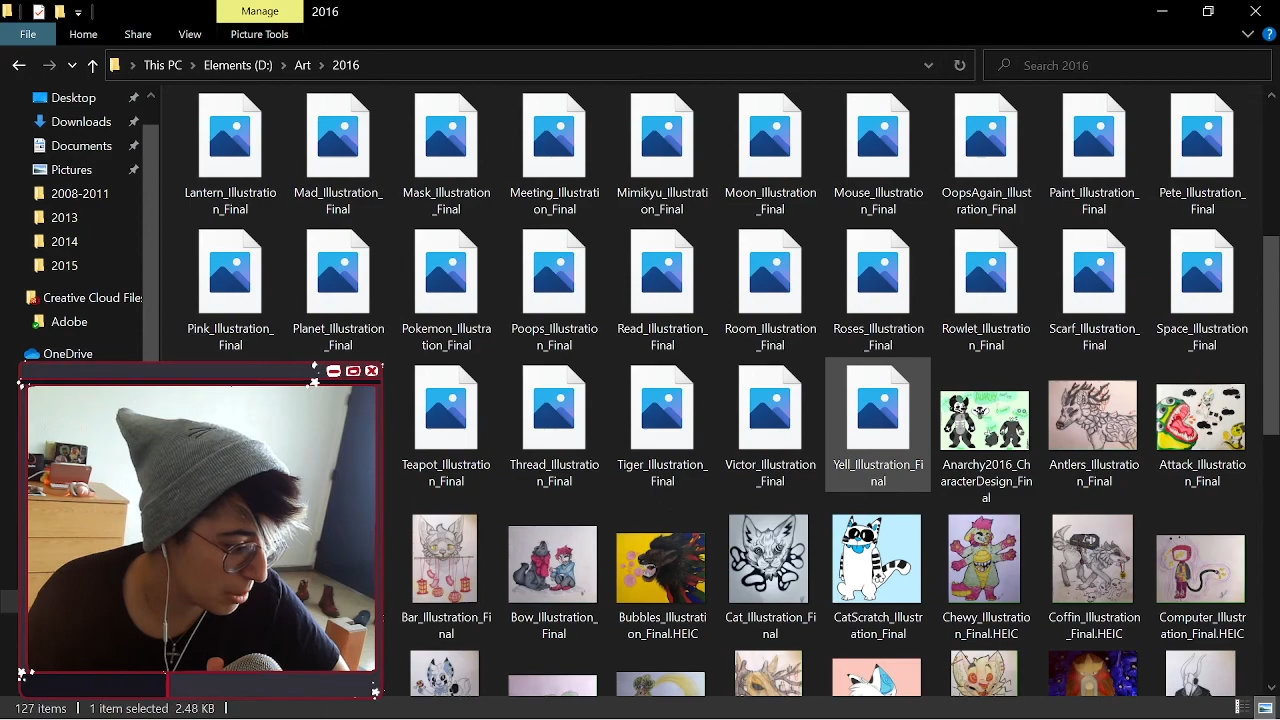 Manage
2016
File
Home
Share
View
Picture Tools
This PC
Elements (D:)
Art
2016
Search 2016
Desktop
Downloads
Documents
Pictures
2008-2011
2013
2014
2015
Creative Cloud Files
Adobe
OneDrive
Lantern_Illustratio
n_Final
Mad_Illustration_
Final
Mask_Illustration
_Final
Meeting_Illustrati
on_Final
Mimikyu_Illustrati
on_Final
Moon_Illustration
_Final
Mouse_Illustratio
n_Final
OopsAgain_Illust
ration_Final
Paint_Illustration_
Final
Pete_Illustration_
Final
Pink_Illustration_
Final
Planet_Illustration
_Final
Pokemon_Illustra
tion_Final
Poops_Illustratio
n_Final
Read_Illustration_
Final
Room_Illustration
_Final
Roses_Illustration
_Final
Rowlet_Illustratio
n_Final
Scarf_Illustration_
Final
Space_Illustration
_Final
Teapot_Illustratio
n_Final
Thread_Illustratio
n_Final
Tiger_Illustration_
Final
Victor_Illustration
_Final
Yell_Illustration_Fi
nal
Anarchy2016_Ch
aracterDesign_Fin
al
Antlers_Illustratio
n_Final
Attack_Illustratio
n_Final
Bar_Illustration_Fi
nal
Bow_Illustration_
Final
Bubbles_Illustrati
on_Final.HEIC
Cat_Illustration_Fi
nal
CatScratch_Illustr
ation_Final
Chewy_Illustratio
n_Final.HEIC
Coffin_Illustration
_Final.HEIC
Computer_Illustr
ation_Final.HEIC
127 items
1 item selected
2.48 KB